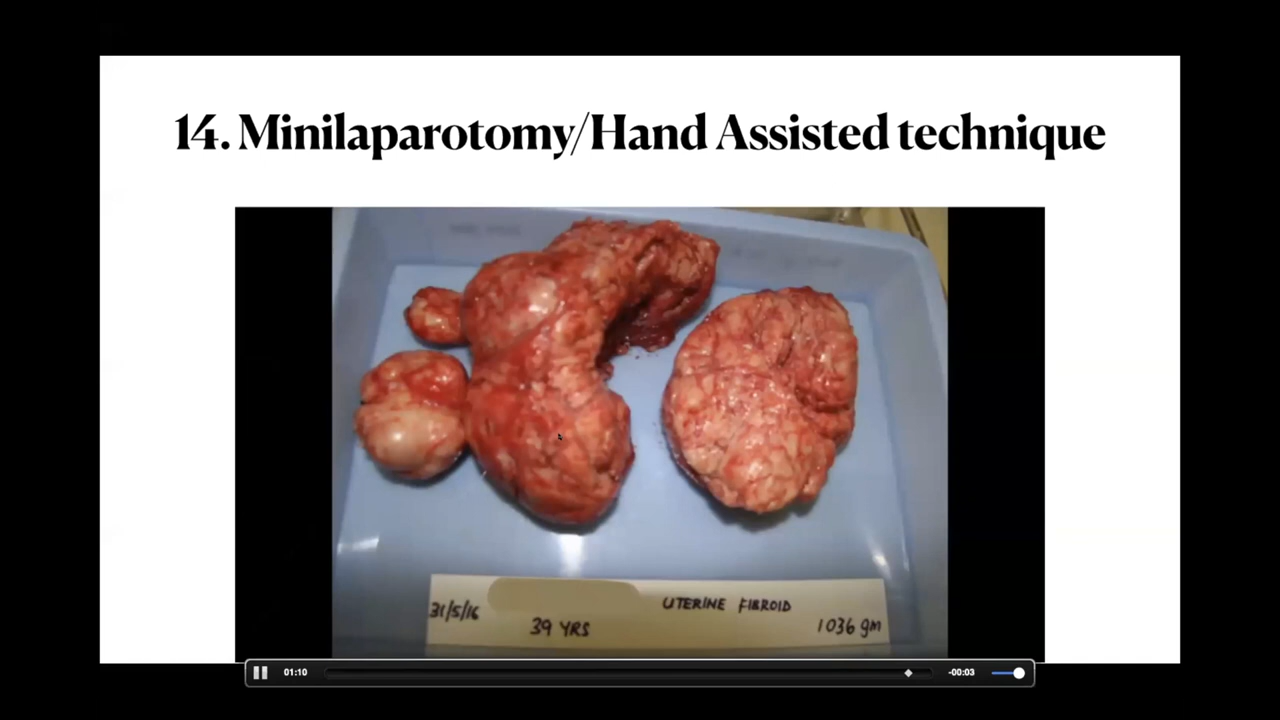 14. Minilaparotomy/Hand Assisted technique
31/5/16 UTERINE FIBROID
39 YRS 1036 gm
01:10 -00:03